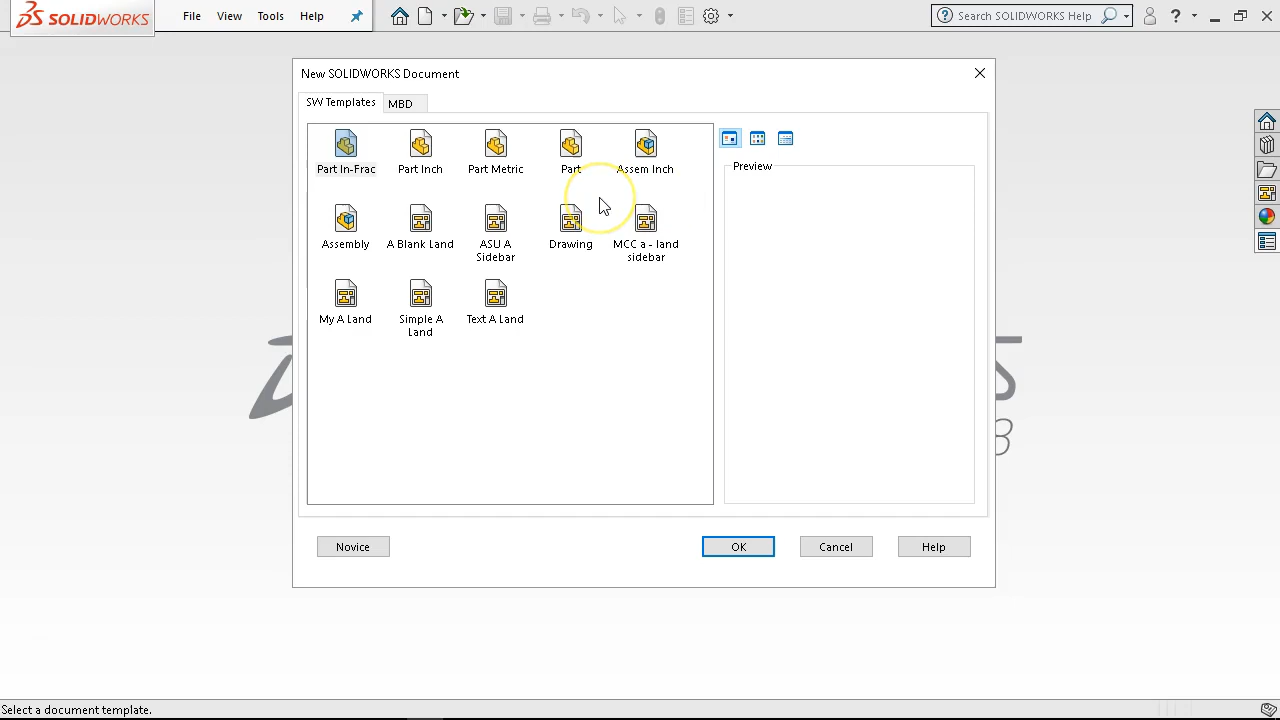 SOLIDWORKS
File View Tools Help
Search SOLIDWORKS Help
New SOLIDWORKS Document
SW Templates MBD
Part In-Frac Part Inch Part Metric Part Assem Inch
Preview
Assembly A Blank Land ASU A Sidebar Drawing MCC a - land sidebar
My A Land Simple A Land Text A Land
Novice OK Cancel Help
Select a document template.